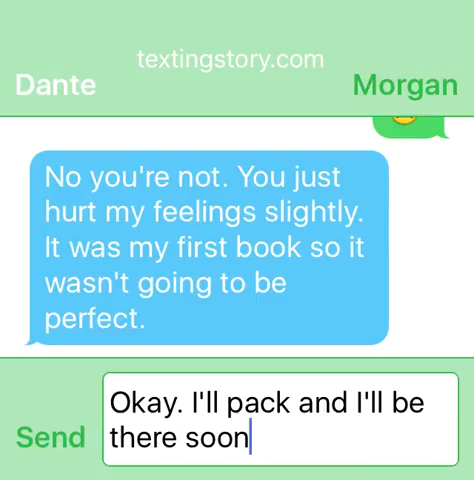 textingstory.com
Dante
Morgan
No you're not. You just
hurt my feelings slightly.
It was my first book so it
wasn't going to be
perfect.
Okay. I'll pack and I'll be
there soon
Send